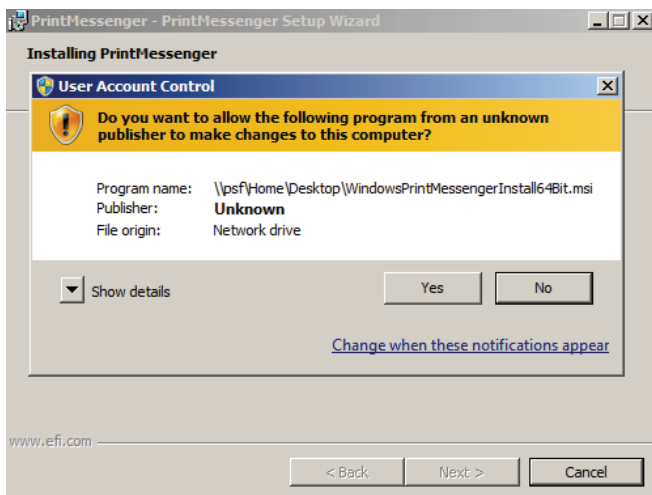 PrintMessenger - PrintMessenger Setup Wizard
Installing PrintMessenger
User Account Control
Do you want to allow the following program from an unknown
publisher to make changes to this computer?
Program name: \\psf\Home\Desktop\WindowsPrintMessengerInstall64Bit.msi
Publisher: Unknown
File origin: Network drive
Show details Yes No
Change when these notifications appear
www.efi.com
< Back Next > Cancel